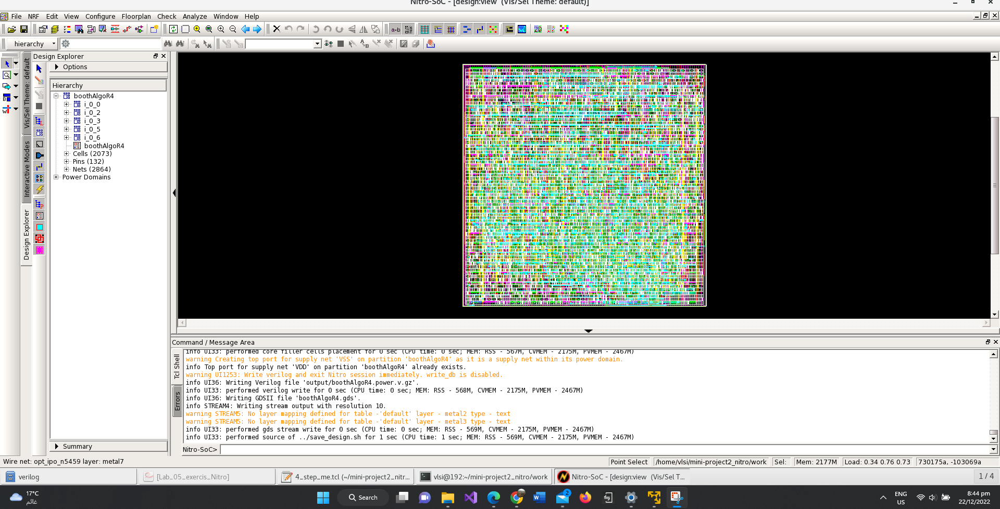 Nitro-SoC - [design:view (Vis/Sel Theme: default)]
File NRF Edit View Configure Floorplan Check Analyze Window Help
hierarchy
Design Explorer
Options
Hierarchy
boothAlgoR4
i_0_0
i_0_2
i_0_3
i_0_5
i_0_6
boothAlgoR4
Cells (2073)
Pins (132)
Nets (2864)
Power Domains
Summary
Vis/Sel Theme: default
Interactive Modes
Design Explorer
Command / Message Area
Tcl Shell
Errors
info UI33: performed core filler cells placement for 0 sec (CPU time: 0 sec; MEM: RSS - 567M, CVMEM - 2175M, PVMEM - 2467M)
warning Creating top port for supply net 'VSS' on partition 'boothAlgoR4' as it is a supply net within its power domain.
info Top port for supply net 'VDD' on partition 'boothAlgoR4' already exists.
warning UI1253: Write verilog and exit Nitro session immediately. write_db is disabled.
info UI36: Writing Verilog file 'output/boothAlgoR4.power.v.gz'.
info UI33: performed verilog write for 0 sec (CPU time: 0 sec; MEM: RSS - 568M, CVMEM - 2175M, PVMEM - 2467M)
info UI36: Writing GDSII file 'boothAlgoR4.gds'.
info STREAM4: Writing stream output with resolution 10.
warning STREAM5: No layer mapping defined for table -'default' layer - metal2 type - text
warning STREAM5: No layer mapping defined for table -'default' layer - metal3 type - text
info UI33: performed gds stream write for 0 sec (CPU time: 0 sec; MEM: RSS - 569M, CVMEM - 2175M, PVMEM - 2467M)
info UI33: performed source of ../save_design.sh for 1 sec (CPU time: 1 sec; MEM: RSS - 569M, CVMEM - 2175M, PVMEM - 2467M)
Nitro-SoC>
Wire net: opt_ipo_n5459 layer: metal7
Point Select /home/vlsi/mini-project2_nitro/work Sel: Mem: 2177M Load: 0.34 0.76 0.73 730175a, -103069a
verilog
[Lab_05_exercis_Nitro]
4_step_me.tcl (~/mini-project2_nitr...
vlsi@192:~/mini-project2_nitro/work
Nitro-SoC - [design:view (Vis/Sel T...
1 / 4
17°C
غائم
Search
2
ENG
US
8:44 pm
22/12/2022